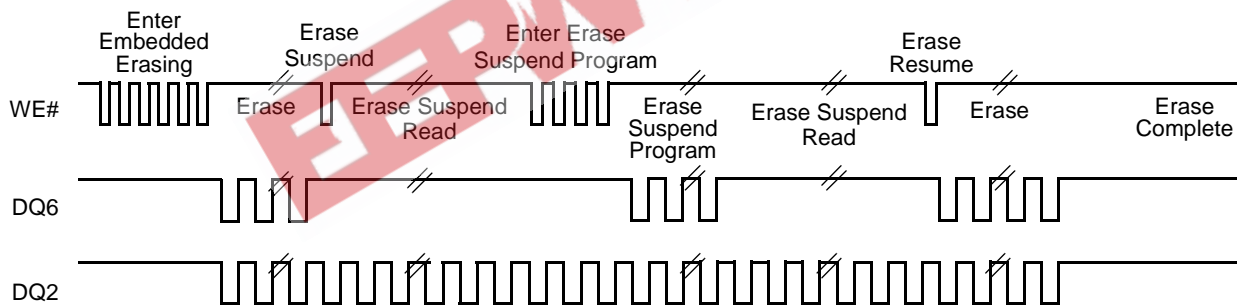 Enter
Embedded
Erasing
Erase
Suspend
Enter Erase
Suspend Program
Erase
Resume
WE#
Erase
Erase Suspend
Read
Erase
Suspend
Program
Erase Suspend
Read
Erase
Erase
Complete
DQ6
DQ2